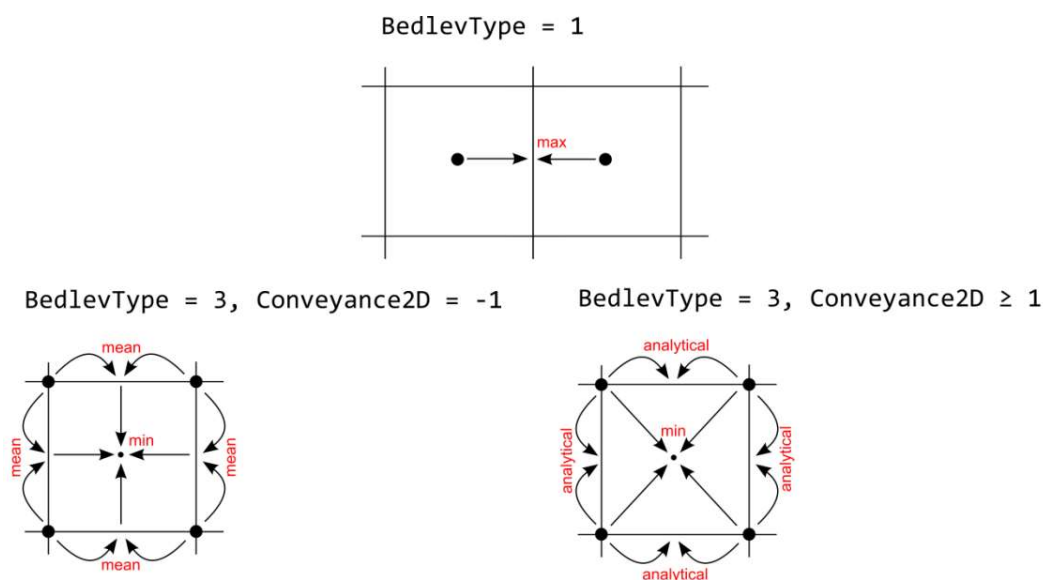 BedlevType = 1
max
BedlevType = 3, Conveyance2D = -1
BedlevType = 3, Conveyance2D ≥ 1
mean
mean
min
mean
mean
analytical
analytical
min
analytical
analytical